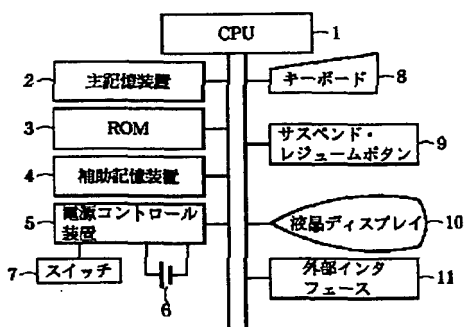 CPU
1
2
主記憶装置
3
ROM
4
補助記憶装置
5
電源コントロール
装置
7
スイッチ
6
キーボード
8
サスペンド・
レジュームボタン
9
液晶ディスプレイ
10
外部インタ
フェース
11